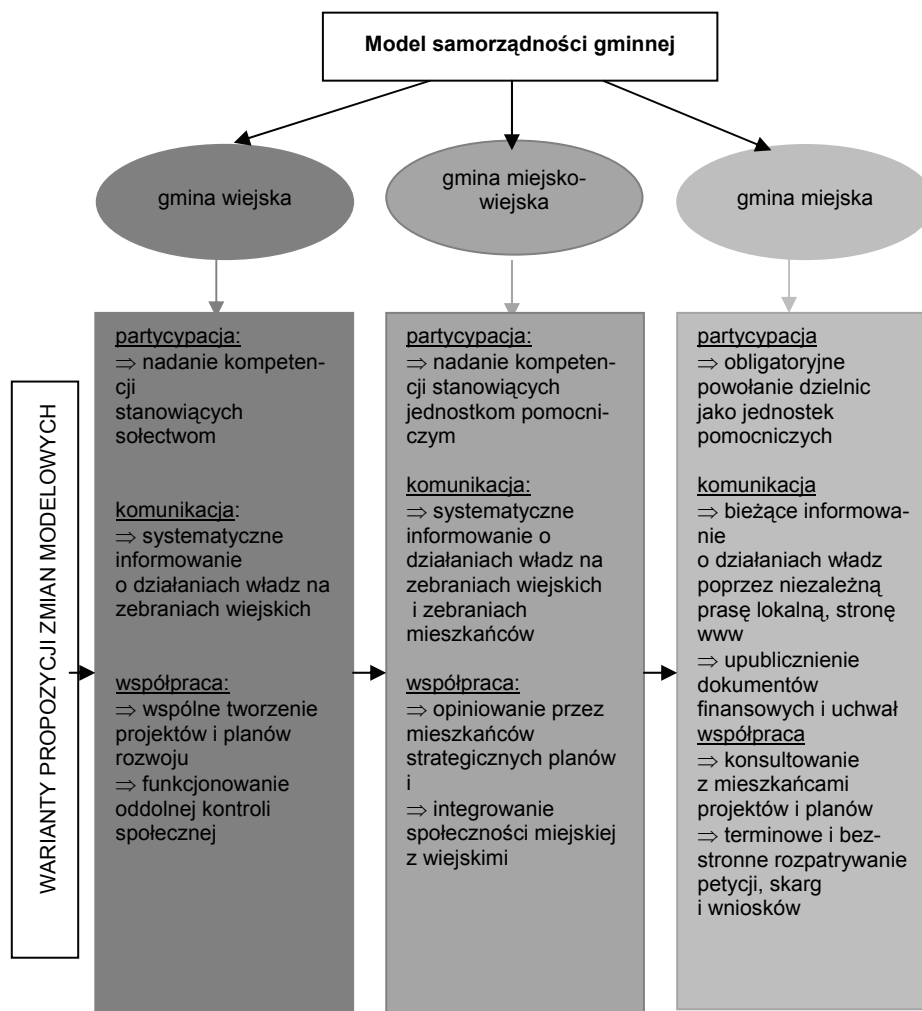 Model samorządności gminnej
gmina wiejska
gmina miejsko-
wiejska
gmina miejska
WARIANTY PROPOZYCJI ZMIAN MODELOWYCH
partycypacja:
⇒ nadanie kompeten-
cji
stanowiących
sołectwom
komunikacja:
⇒ systematyczne
informowanie
o działaniach władz na
zebraniach wiejskich
współpraca:
⇒ wspólne tworzenie
projektów i planów
rozwoju
⇒ funkcjonowanie
oddolnej kontroli
społecznej
partycypacja:
⇒ nadanie kompeten-
cji stanowiących
jednostkom pomocni-
czym
komunikacja:
⇒ systematyczne
informowanie o
działaniach władz na
zebraniach wiejskich
i zebraniach
mieszkańców
współpraca:
⇒ opiniowanie przez
mieszkańców
strategicznych planów
i
⇒ integrowanie
społeczności miejskiej
z wiejskimi
partycypacja
⇒ obligatoryjne
powołanie dzielnic
jako jednostek
pomocniczych
komunikacja
⇒ bieżące informowa-
nie
o działaniach władz
poprzez niezależną
prasę lokalną, stronę
www
⇒ upublicznienie
dokumentów
finansowych i uchwał
współpraca
⇒ konsultowanie
z mieszkańcami
projektów i planów
⇒ terminowe i bez-
stronne rozpatrywanie
petycji, skarg
i wniosków